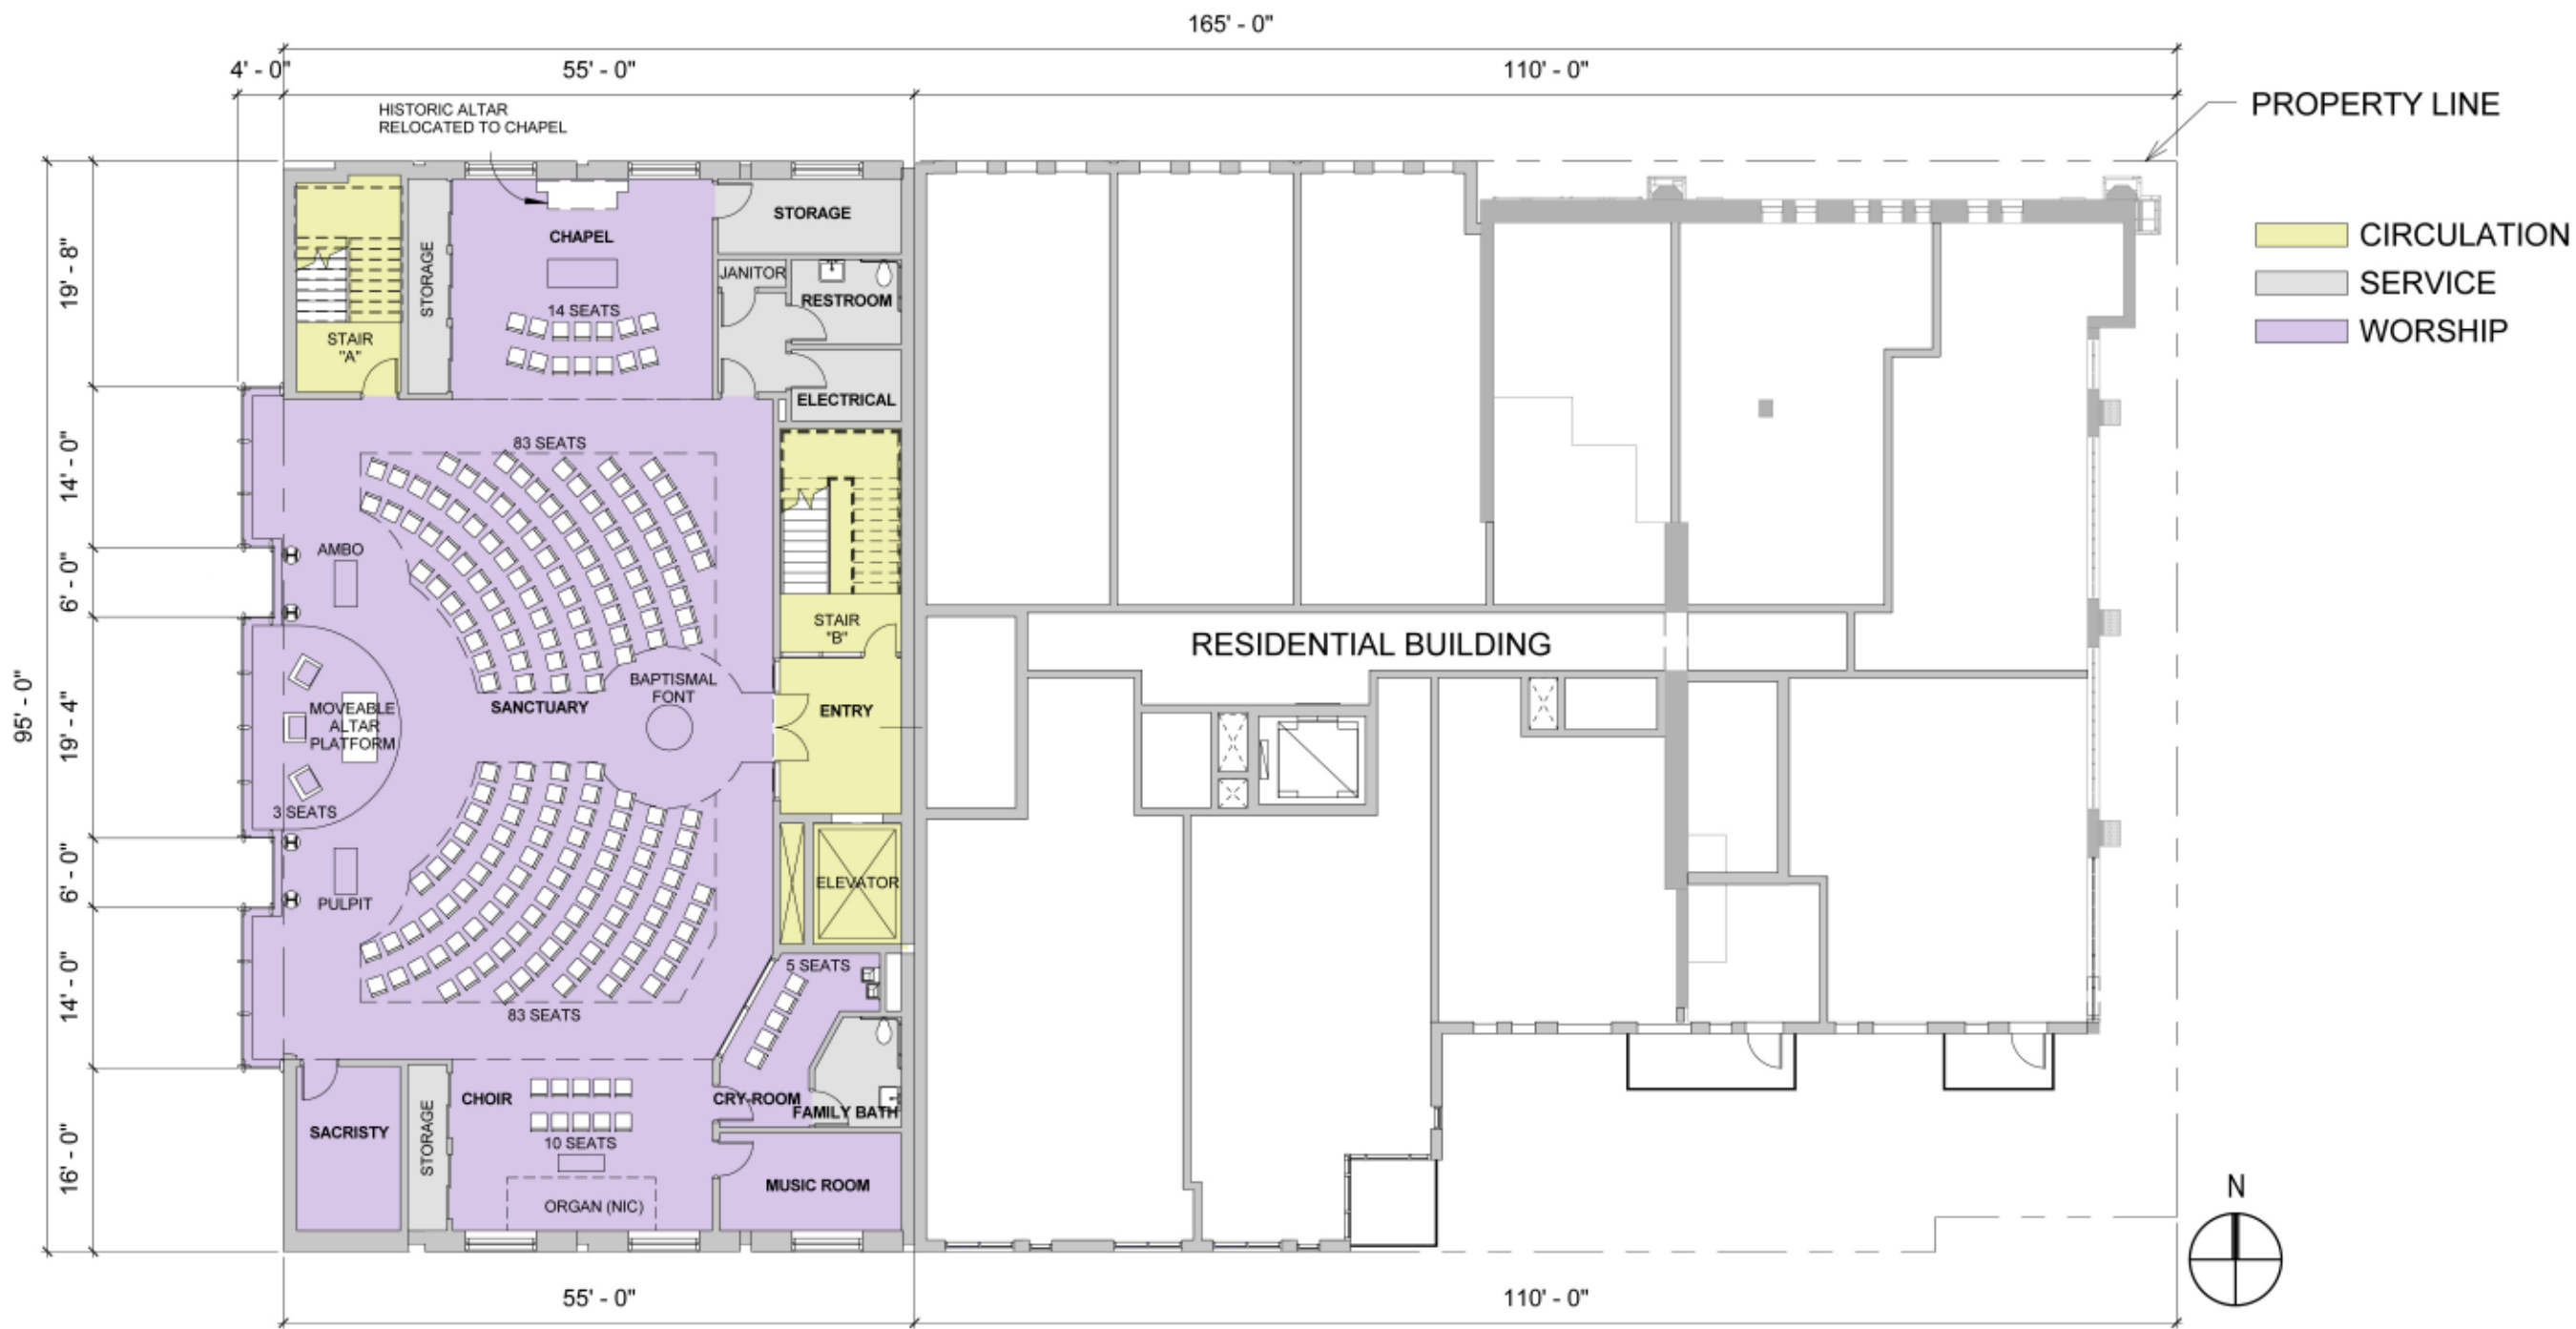 165' - 0"
4' - 0"
55' - 0"
110' - 0"
PROPERTY LINE
HISTORIC ALTAR
RELOCATED TO CHAPEL
CIRCULATION
SERVICE
WORSHIP
95' - 0"
19' - 8"
14' - 0"
6' - 0"
19' - 4"
6' - 0"
14' - 0"
16' - 0"
STAIR
"A"
STORAGE
CHAPEL
14 SEATS
STORAGE
JANITOR
RESTROOM
ELECTRICAL
83 SEATS
AMBO
STAIR
"B"
BAPTISMAL
FONT
SANCTUARY
ENTRY
MOVEABLE
ALTAR
PLATFORM
3 SEATS
PULPIT
ELEVATOR
83 SEATS
5 SEATS
CRY-ROOM
FAMILY BATH
CHOIR
10 SEATS
ORGAN (NIC)
SACRISTY
STORAGE
MUSIC ROOM
RESIDENTIAL BUILDING
N
55' - 0"
110' - 0"